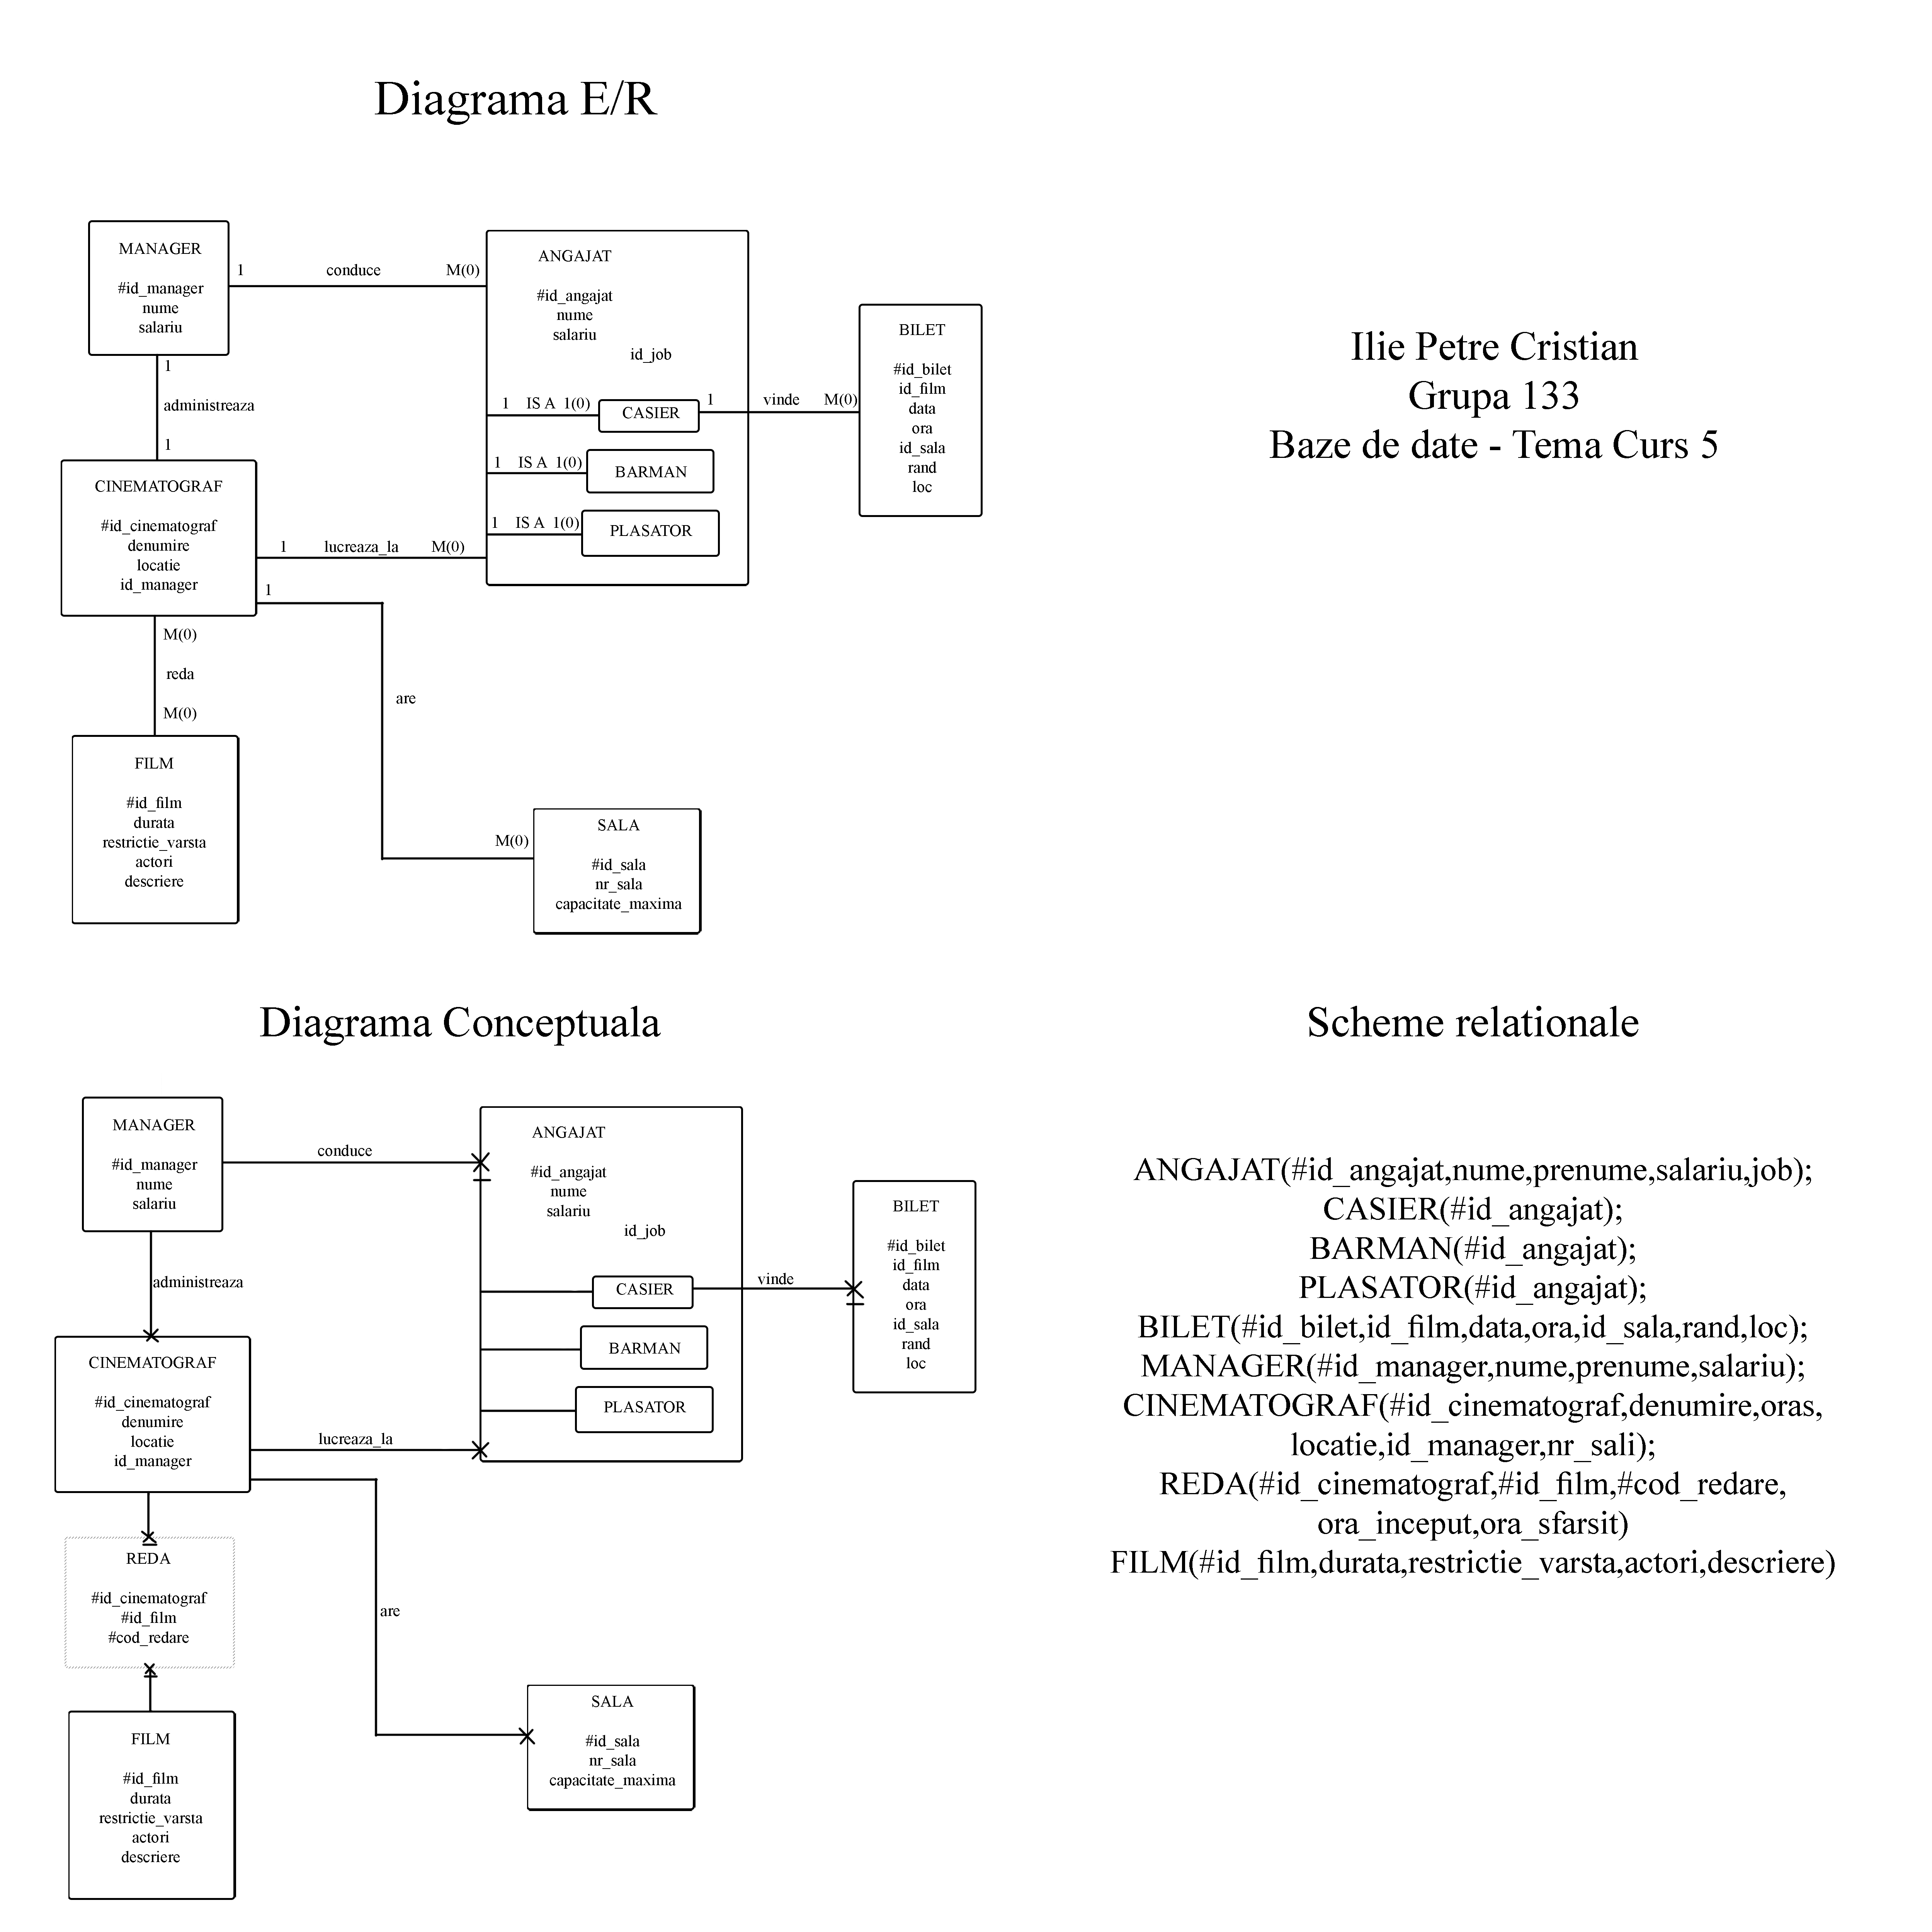 Diagrama E/R
MANAGER
#id_manager
nume
salariu
1
conduce
M(0)
ANGAJAT
#id_angajat
nume
salariu
id_job
1 IS A 1(0)
CASIER
1 IS A 1(0)
BARMAN
1 IS A 1(0)
PLASATOR
1
vinde
M(0)
BILET
#id_bilet
id_film
data
ora
id_sala
rand
loc
1
administreaza
1
CINEMATOGRAF
#id_cinematograf
denumire
locatie
id_manager
1
lucreaza_la
M(0)
1
are
M(0)
M(0)
reda
M(0)
FILM
#id_film
durata
restrictie_varsta
actori
descriere
SALA
#id_sala
nr_sala
capacitate_maxima
Ilie Petre Cristian
Grupa 133
Baze de date - Tema Curs 5
Diagrama Conceptuala
MANAGER
#id_manager
nume
salariu
conduce
ANGAJAT
#id_angajat
nume
salariu
id_job
CASIER
BARMAN
PLASATOR
vinde
BILET
#id_bilet
id_film
data
ora
id_sala
rand
loc
administreaza
CINEMATOGRAF
#id_cinematograf
denumire
locatie
id_manager
lucreaza_la
REDA
#id_cinematograf
#id_film
#cod_redare
are
FILM
#id_film
durata
restrictie_varsta
actori
descriere
SALA
#id_sala
nr_sala
capacitate_maxima
Scheme relationale
ANGAJAT(#id_angajat,nume,prenume,salariu,job);
CASIER(#id_angajat);
BARMAN(#id_angajat);
PLASATOR(#id_angajat);
BILET(#id_bilet,id_film,data,ora,id_sala,rand,loc);
MANAGER(#id_manager,nume,prenume,salariu);
CINEMATOGRAF(#id_cinematograf,denumire,oras,
locatie,id_manager,nr_sali);
REDA(#id_cinematograf,#id_film,#cod_redare,
ora_inceput,ora_sfarsit)
FILM(#id_film,durata,restrictie_varsta,actori,descriere)